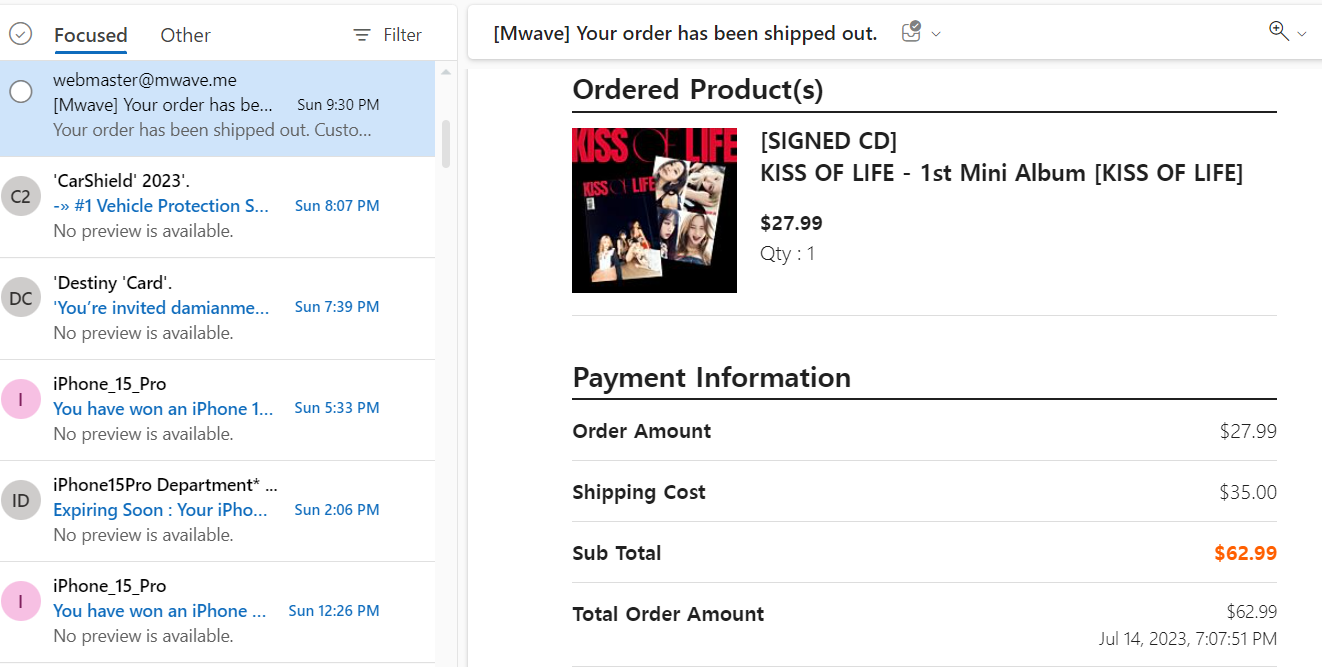 Focused
Other
Filter
webmaster@mwave.me
[Mwave] Your order has be...
Sun 9:30 PM
Your order has been shipped out. Custo...
C2
'CarShield' 2023'.
-» #1 Vehicle Protection S...
Sun 8:07 PM
No preview is available.
DC
'Destiny 'Card'.
'You’re invited damianme...
Sun 7:39 PM
No preview is available.
I
iPhone_15_Pro
You have won an iPhone 1...
Sun 5:33 PM
No preview is available.
ID
iPhone15Pro Department* ...
Expiring Soon : Your iPho...
Sun 2:06 PM
No preview is available.
I
iPhone_15_Pro
You have won an iPhone ...
Sun 12:26 PM
No preview is available.
[Mwave] Your order has been shipped out.
Ordered Product(s)
KISS OF LIFE
KISS OF LIFE
[SIGNED CD]
KISS OF LIFE - 1st Mini Album [KISS OF LIFE]
$27.99
Qty : 1
Payment Information
Order Amount
$27.99
Shipping Cost
$35.00
Sub Total
$62.99
Total Order Amount
$62.99
Jul 14, 2023, 7:07:51 PM